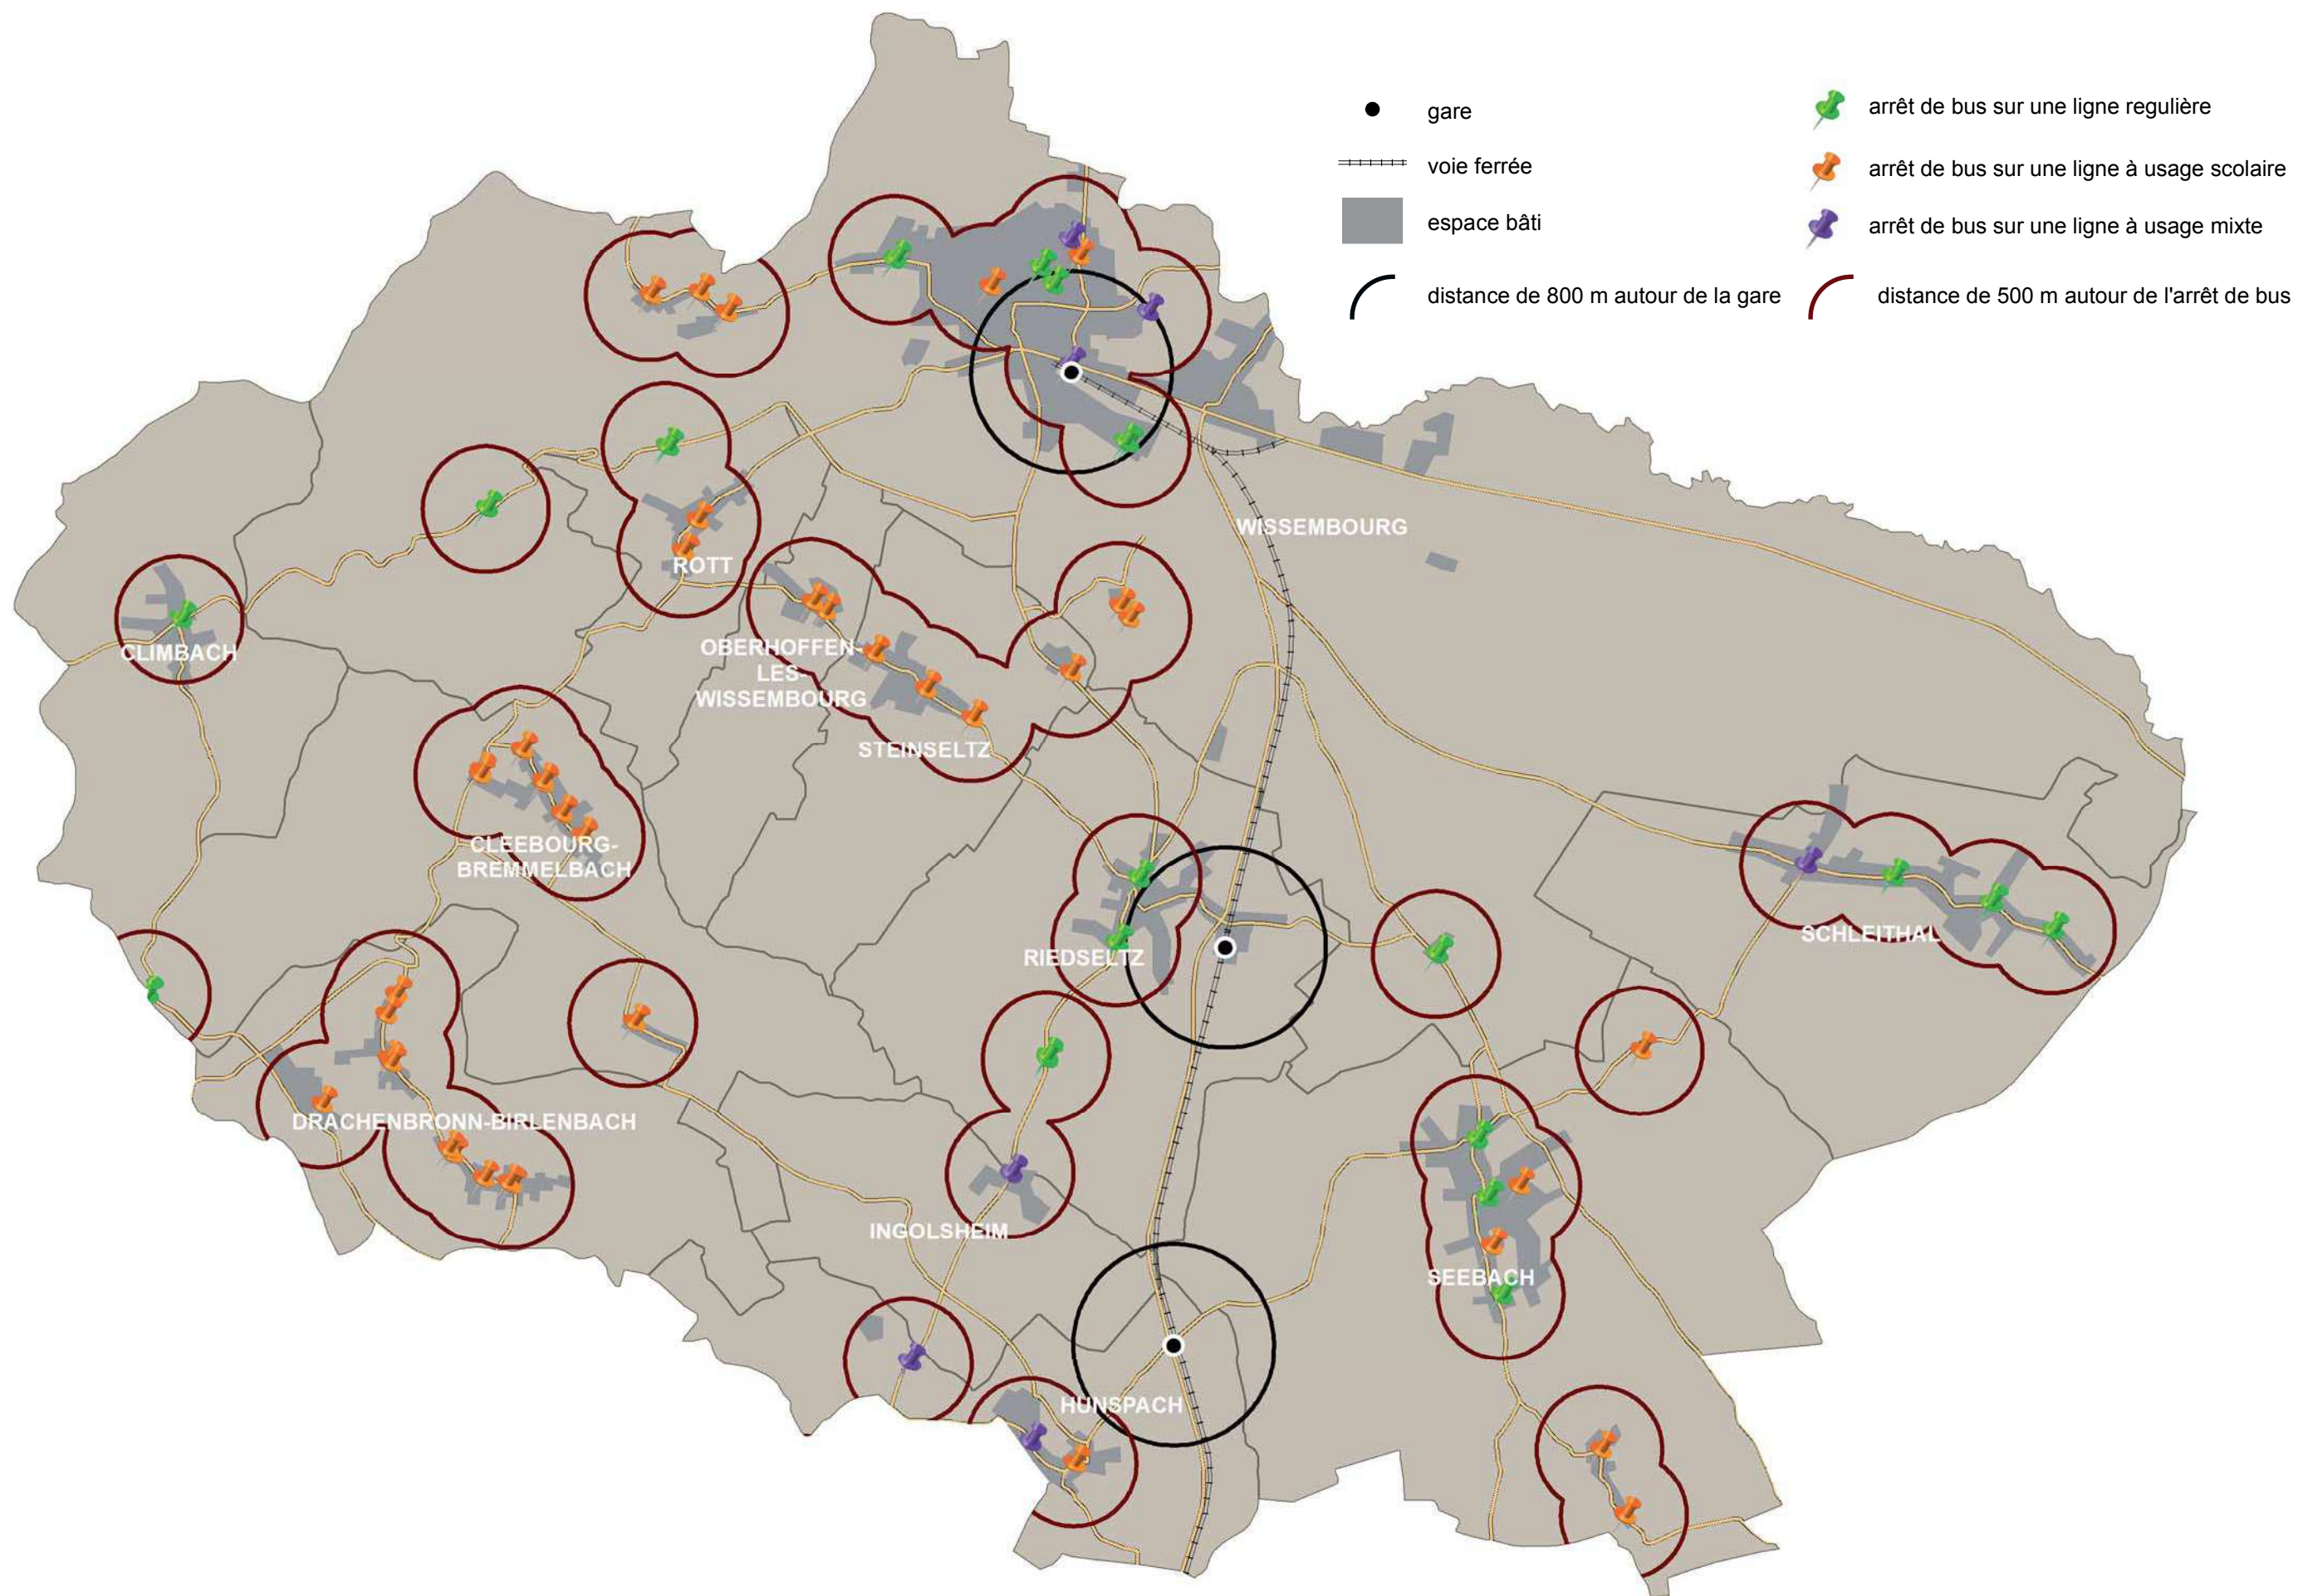 gare
voie ferrée
espace bâti
distance de 800 m autour de la gare
arrêt de bus sur une ligne regulière
arrêt de bus sur une ligne à usage scolaire
arrêt de bus sur une ligne à usage mixte
distance de 500 m autour de l'arrêt de bus
WISSEMBOURG
ROTT
CLIMBACH
OBERHOFFEN-
LES-
WISSEMBOURG
STEINSELTZ
CLEEBOURG-
BREMMELBACH
SCHLEITHAL
RIEDSELTZ
DRACHENBRONN-BIRLENBACH
INGOLSHEIM
SEEBACH
HUNSPACH